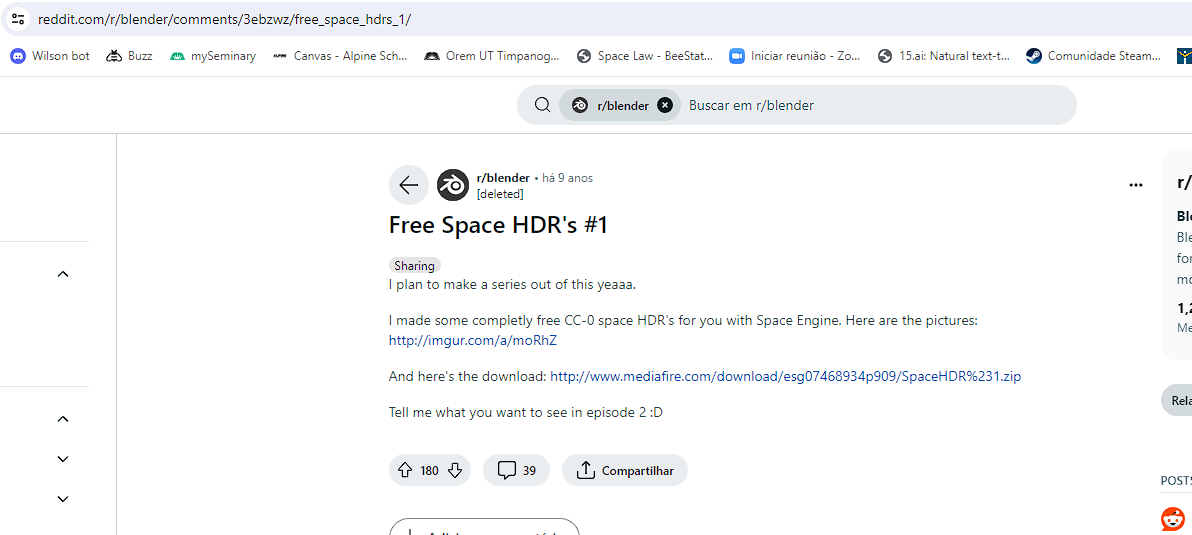 reddit.com/r/blender/comments/3ebzwz/free_space_hdrs_1/
Wilson bot Buzz mySeminary Canvas - Alpine Sch... Orem UT Timpanog... Space Law - BeeStat... Iniciar reunião - Zo... 15.ai: Natural text-t... Comunidade Steam...
r/blender Buscar em r/blender
r/blender • há 9 anos
[deleted]
Free Space HDR's #1
Sharing
I plan to make a series out of this yeaaa.
I made some completly free CC-0 space HDR's for you with Space Engine. Here are the pictures:
http://imgur.com/a/moRhZ
And here's the download: http://www.mediafire.com/download/esg07468934p909/SpaceHDR%231.zip
Tell me what you want to see in episode 2 :D
180 39 Compartilhar
r/
Ble
Ble
for
mo
1,2
Me
Rela
POSTS